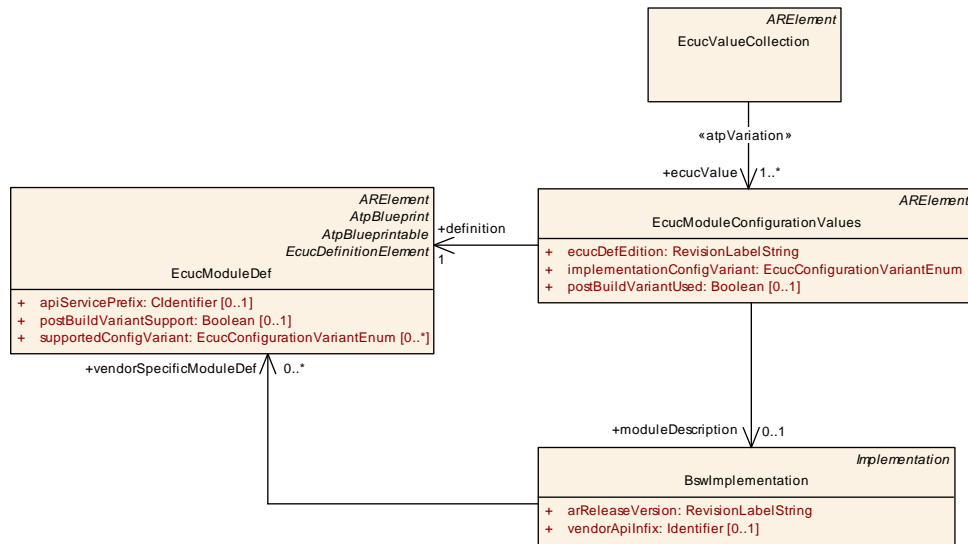 ARElement
EcucValueCollection
«atpVariation»
+ecucValue 1..*
ARElement
AtpBlueprint
AtpBlueprintable
EcucDefinitionElement
EcucModuleDef
+ apiServicePrefix: CIdentifier [0..1]
+ postBuildVariantSupport: Boolean [0..1]
+ supportedConfigVariant: EcucConfigurationVariantEnum [0..*]
+definition
1
ARElement
EcucModuleConfigurationValues
+ ecucDefEdition: RevisionLabelString
+ implementationConfigVariant: EcucConfigurationVariantEnum
+ postBuildVariantUsed: Boolean [0..1]
+vendorSpecificModuleDef 0..*
+moduleDescription 0..1
Implementation
BswImplementation
+ arReleaseVersion: RevisionLabelString
+ vendorApiInfix: Identifier [0..1]